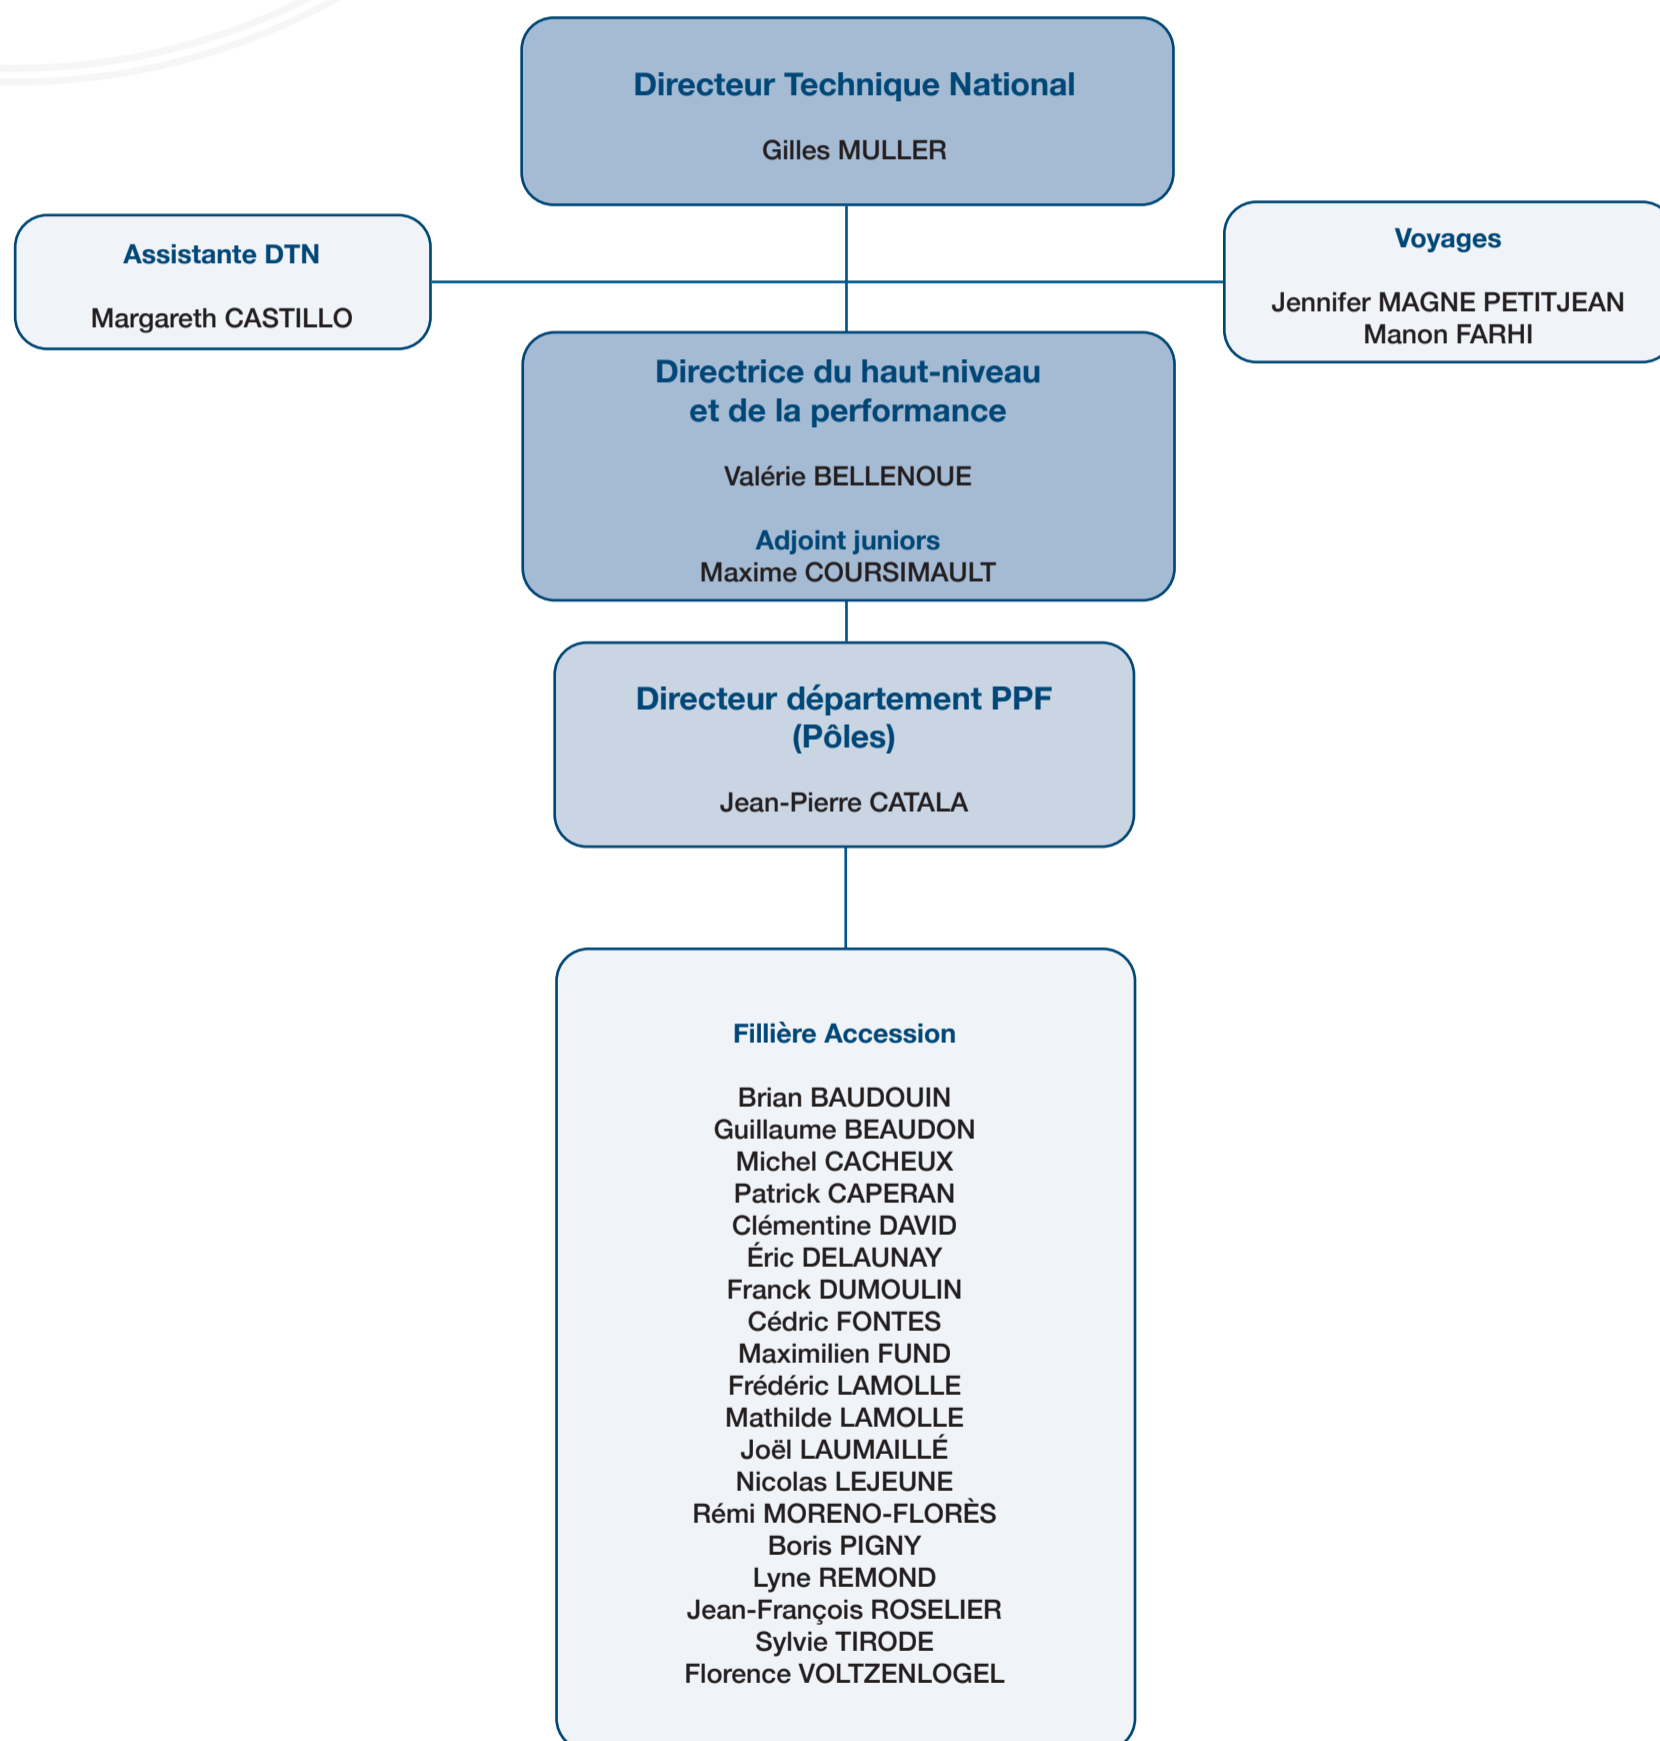 Directeur Technique National
Gilles MULLER
Assistante DTN
Margareth CASTILLO
Voyages
Jennifer MAGNE PETITJEAN
Manon FARHI
Directrice du haut-niveau
et de la performance
Valérie BELLENOUE
Adjoint juniors
Maxime COURSIMAULT
Directeur département PPF
(Pôles)
Jean-Pierre CATALA
Fillière Accession
Brian BAUDOUIN
Guillaume BEAUDON
Michel CACHEUX
Patrick CAPERAN
Clémentine DAVID
Éric DELAUNAY
Franck DUMOULIN
Cédric FONTES
Maximilien FUND
Frédéric LAMOLLE
Mathilde LAMOLLE
Joël LAUMAILLÉ
Nicolas LEJEUNE
Rémi MORENO-FLORÈS
Boris PIGNY
Lyne REMOND
Jean-François ROSELIER
Sylvie TIRODE
Florence VOLTZENLOGEL